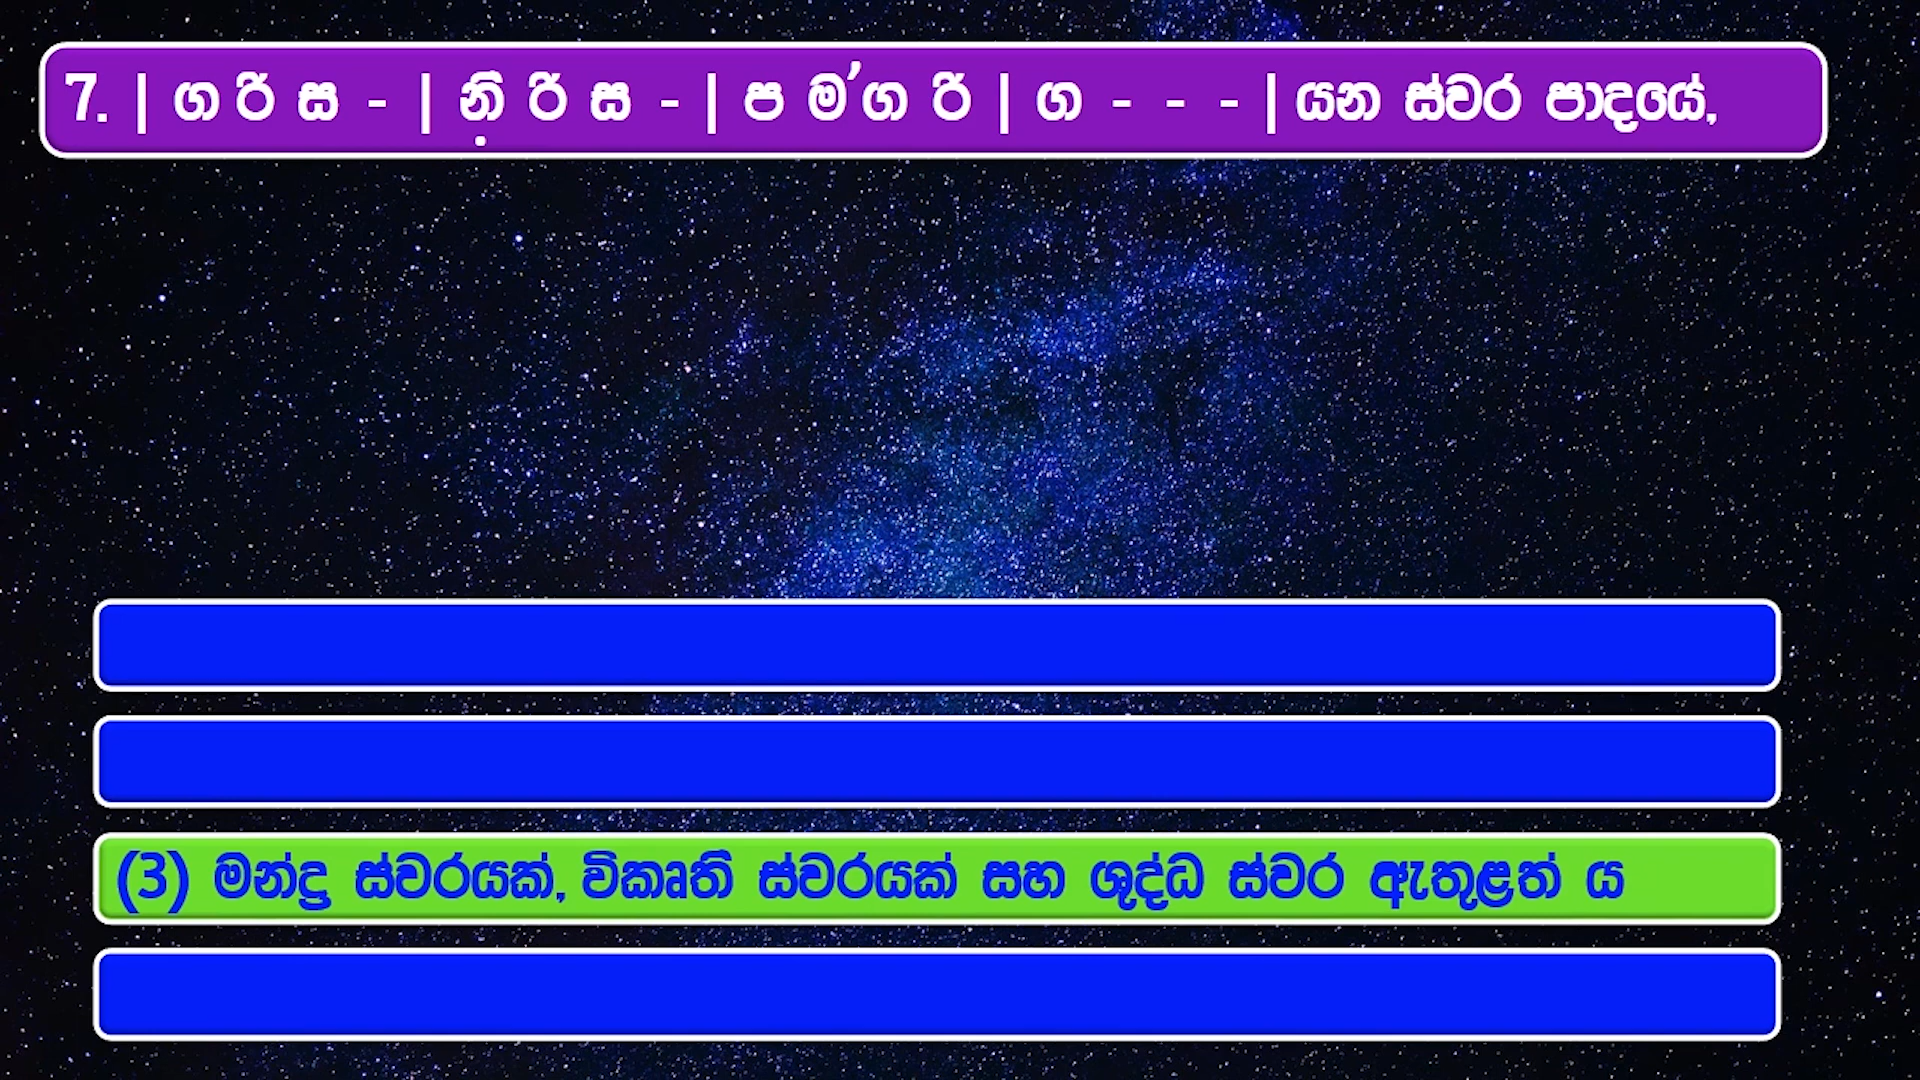 7. | ග රි ස - | නි̣ රි ස - | ප ම՛ ග රි | ග - - - | යන ස්වර පාදයේ,
(3) මන්ද්‍ර ස්වරයක්, විකෘති ස්වරයක් සහ ශුද්ධ ස්වර ඇතුළත් ය